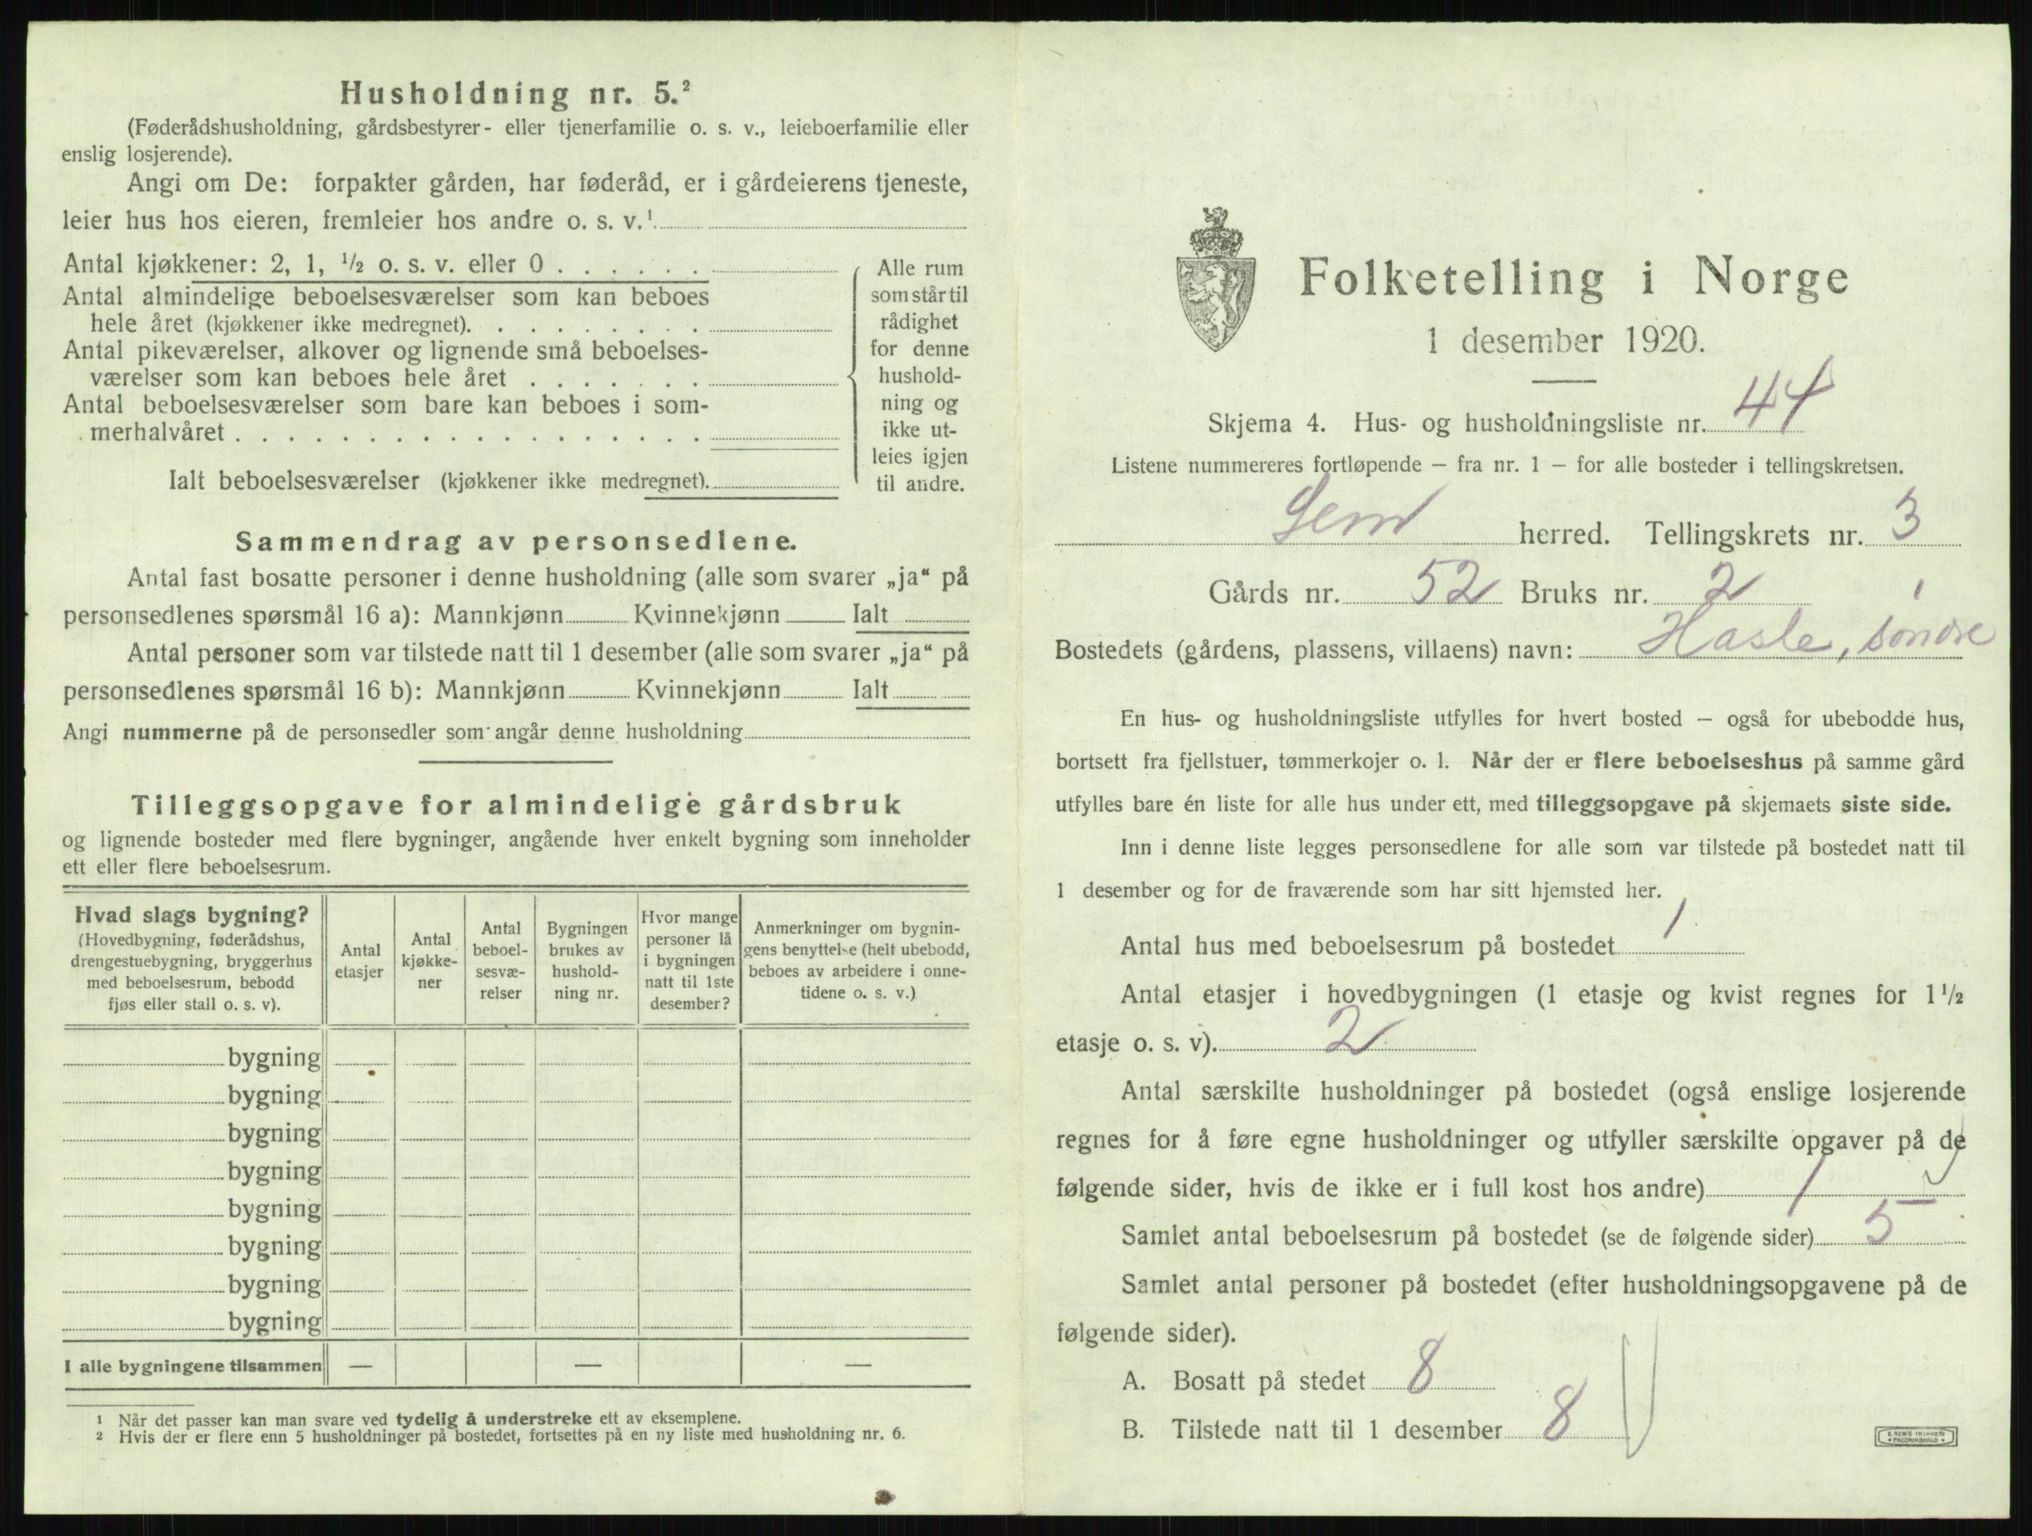 Husholdning nr. 5.²
(Føderådshusholdning, gårdsbestyrer- eller tjenerfamilie o. s. v., leieboerfamilie eller
enslig losjerende).
Angi om De: forpakter gården, har føderåd, er i gårdeierens tjeneste,
leier hus hos eieren, fremleier hos andre o. s. v.¹
Antal kjøkkener: 2, 1, ½ o. s. v. eller 0 . . . . . .
Antal almindelige beboelsesværelser som kan beboes
hele året (kjøkkener ikke medregnet). . . . . . . . .
Antal pikeværelser, alkover og lignende små beboelses-
værelser som kan beboes hele året . . . . . . .
Antal beboelsesværelser som bare kan beboes i som-
merhalvåret . . . . . . . . . . . . . . . . . .
Ialt beboelsesværelser (kjøkkener ikke medregnet).
Alle rum
som står til
rådighet
for denne
hushold-
ning og
ikke ut-
leies igjen
til andre.
Sammendrag av personsedlene.
Antal fast bosatte personer i denne husholdning (alle som svarer „ja“ på
personsedlenes spørsmål 16 a): Mannkjønn Kvinnekjønn Ialt
Antal personer som var tilstede natt til 1 desember (alle som svarer „ja“ på
personsedlenes spørsmål 16 b): Mannkjønn Kvinnekjønn Ialt
Angi nummerne på de personsedler som angår denne husholdning
Tilleggsopgave for almindelige gårdsbruk
og lignende bosteder med flere bygninger, angående hver enkelt bygning som inneholder
ett eller flere beboelsesrum.
Hvad slags bygning?
(Hovedbygning, føderådshus,
drengestuebygning, bryggerhus
med beboelsesrum, bebodd
fjøs eller stall o. s. v).
Antal
etasjer
Antal
kjøkke-
ner
Antal
beboel-
sesvæ-
relser
Bygningen
brukes av
hushold-
ning nr.
Hvor mange
personer lå
i bygningen
natt til 1ste
desember?
Anmerkninger om bygnin-
gens benyttelse (helt ubebodd,
beboes av arbeidere i onne-
tidene o. s. v.)
bygning
bygning
bygning
bygning
bygning
bygning
bygning
bygning
I alle bygningene tilsammen — — —
1 Når det passer kan man svare ved tydelig å understreke ett av eksemplene.
2 Hvis der er flere enn 5 husholdninger på bostedet, fortsettes på en ny liste med husholdning nr. 6.
Folketelling i Norge
1 desember 1920.
Skjema 4. Hus- og husholdningsliste nr. 44
Listene nummereres fortløpende – fra nr. 1 – for alle bosteder i tellingskretsen.
Sem herred. Tellingskrets nr. 3
Gårds nr. 52 Bruks nr. 2
Bostedets (gårdens, plassens, villaens) navn: Hasle, søndre
En hus- og husholdningsliste utfylles for hvert bosted – også for ubebodde hus,
bortsett fra fjellstuer, tømmerkojer o. l. Når der er flere beboelseshus på samme gård
utfylles bare én liste for alle hus under ett, med tilleggsopgave på skjemaets siste side.
Inn i denne liste legges personsedlene for alle som var tilstede på bostedet natt til
1 desember og for de fraværende som har sitt hjemsted her.
Antal hus med beboelsesrum på bostedet 1
Antal etasjer i hovedbygningen (1 etasje og kvist regnes for 1½
etasje o. s. v). 2
Antal særskilte husholdninger på bostedet (også enslige losjerende
regnes for å føre egne husholdninger og utfyller særskilte opgaver på de
følgende sider, hvis de ikke er i full kost hos andre) 1
Samlet antal beboelsesrum på bostedet (se de følgende sider) 5
Samlet antal personer på bostedet (efter husholdningsopgavene på de
følgende sider).
A. Bosatt på stedet 8
B. Tilstede natt til 1 desember 8